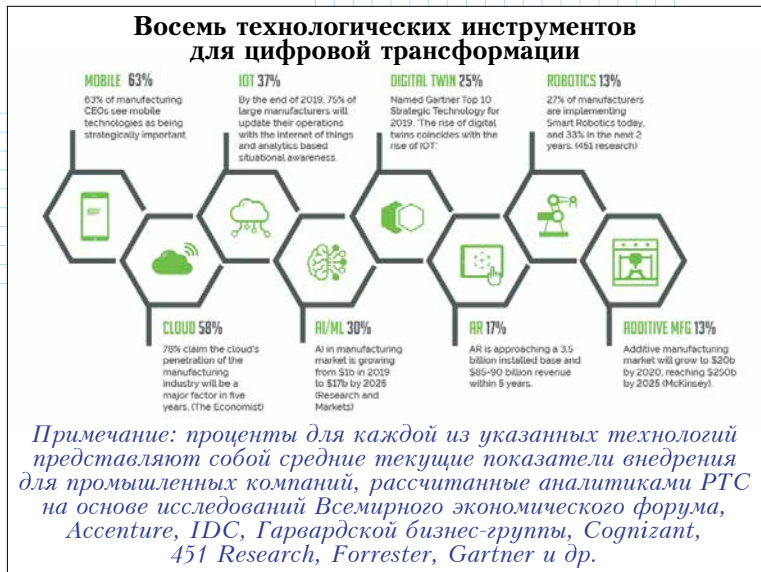 Восемь технологических инструментов
для цифровой трансформации
MOBILE 63%
63% of manufacturing
CEOs see mobile
technologies as being
strategically important.
IOT 37%
By the end of 2019, 75% of
large manufacturers will
update their operations
with the internet of things
and analytics based
situational awareness.
DIGITAL TWIN 25%
Named Gartner Top 10
Strategic Technology for
2019. 'The rise of digital
twins coincides with the
rise of IOT.'
ROBOTICS 13%
27% of manufacturers
are implementing
Smart Robotics today,
and 33% in the next 2
years. (451 research)
CLOUD 58%
78% claim the cloud's
penetration of the
manufacturing
industry will be a
major factor in five
years. (The Economist)
AI/ML 30%
AI in manufacturing
market is growing
from $1b in 2019
to $17b by 2025
(Research and
Markets)
AR 17%
AR is approaching a 3.5
billion installed base and
$85-90 billion revenue
within 5 years.
ADDITIVE MFG 13%
Additive manufacturing
market will grow to $20b
by 2020, reaching $250b
by 2025 (McKinsey).
Примечание: проценты для каждой из указанных технологий
представляют собой средние текущие показатели внедрения
для промышленных компаний, рассчитанные аналитиками PTC
на основе исследований Всемирного экономического форума,
Accenture, IDC, Гарвардской бизнес-группы, Cognizant,
451 Research, Forrester, Gartner и др.